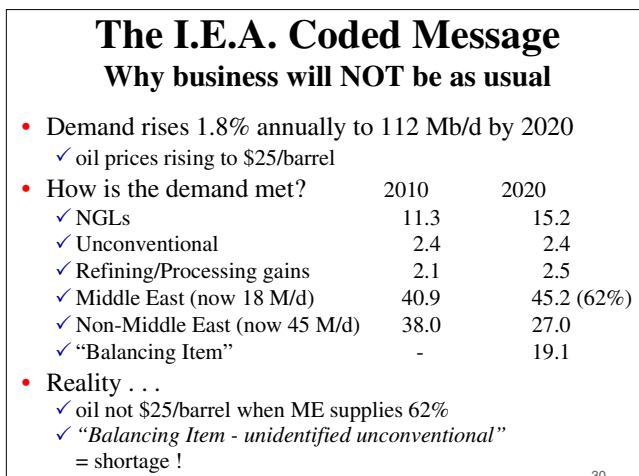 The I.E.A. Coded Message
Why business will NOT be as usual
• Demand rises 1.8% annually to 112 Mb/d by 2020
✓ oil prices rising to $25/barrel
• How is the demand met? 2010 2020
✓ NGLs 11.3 15.2
✓ Unconventional 2.4 2.4
✓ Refining/Processing gains 2.1 2.5
✓ Middle East (now 18 M/d) 40.9 45.2 (62%)
✓ Non-Middle East (now 45 M/d) 38.0 27.0
✓ “Balancing Item” - 19.1
• Reality . . .
✓ oil not $25/barrel when ME supplies 62%
✓ “Balancing Item - unidentified unconventional”
= shortage !
30